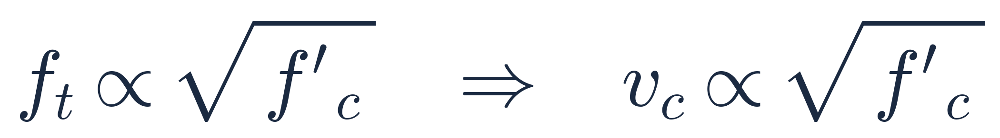 f_t ∝ √f'_c ⇒ v_c ∝ √f'_c